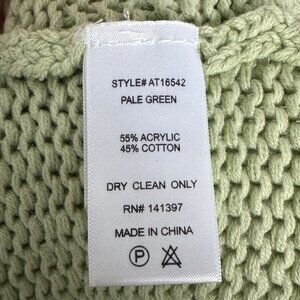 STYLE# AT16542
PALE GREEN
55% ACRYLIC
45% COTTON
DRY CLEAN ONLY
RN# 141397
MADE IN CHINA
P